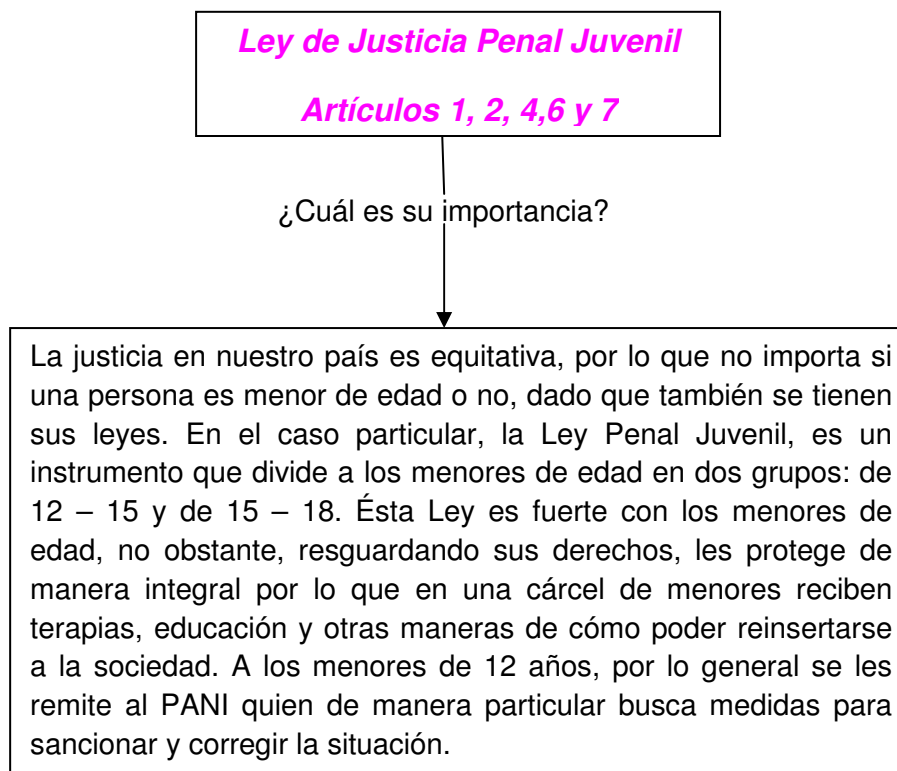 Ley de Justicia Penal Juvenil
Artículos 1, 2, 4,6 y 7
¿Cuál es su importancia?
La justicia en nuestro país es equitativa, por lo que no importa si
una persona es menor de edad o no, dado que también se tienen
sus leyes. En el caso particular, la Ley Penal Juvenil, es un
instrumento que divide a los menores de edad en dos grupos: de
12 – 15 y de 15 – 18. Ésta Ley es fuerte con los menores de
edad, no obstante, resguardando sus derechos, les protege de
manera integral por lo que en una cárcel de menores reciben
terapias, educación y otras maneras de cómo poder reinsertarse
a la sociedad. A los menores de 12 años, por lo general se les
remite al PANI quien de manera particular busca medidas para
sancionar y corregir la situación.